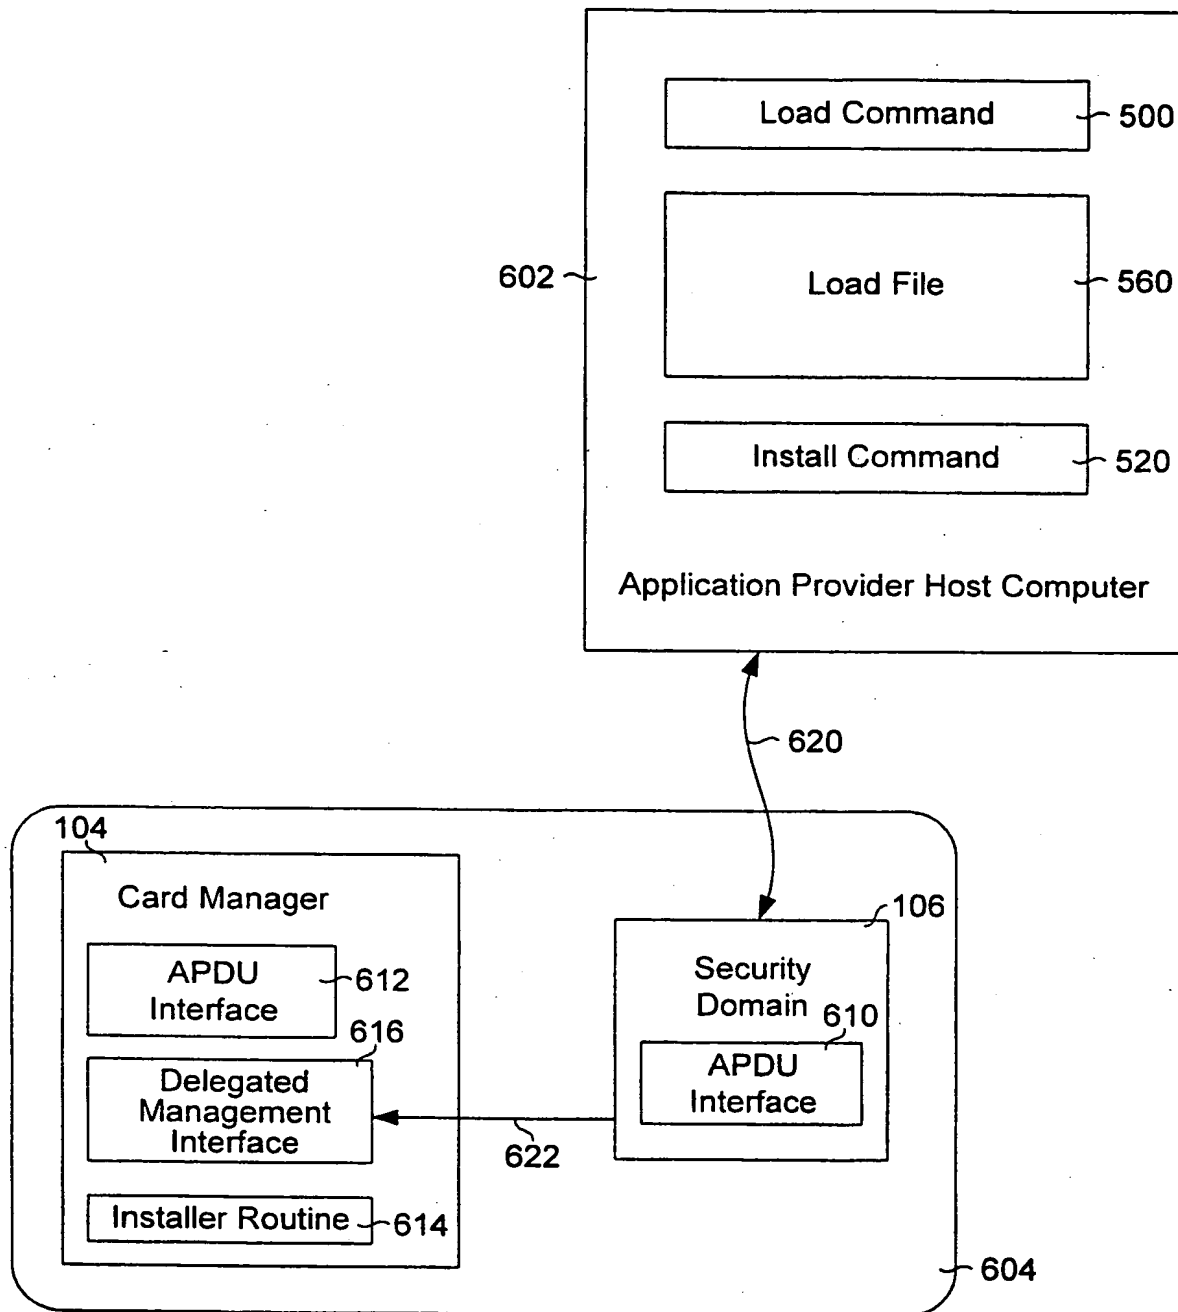 Load Command
500
602
Load File
560
Install Command
520
Application Provider Host Computer
620
104
Card Manager
APDU
Interface
612
616
Delegated
Management
Interface
622
Installer Routine
614
106
Security
Domain
610
APDU
Interface
604